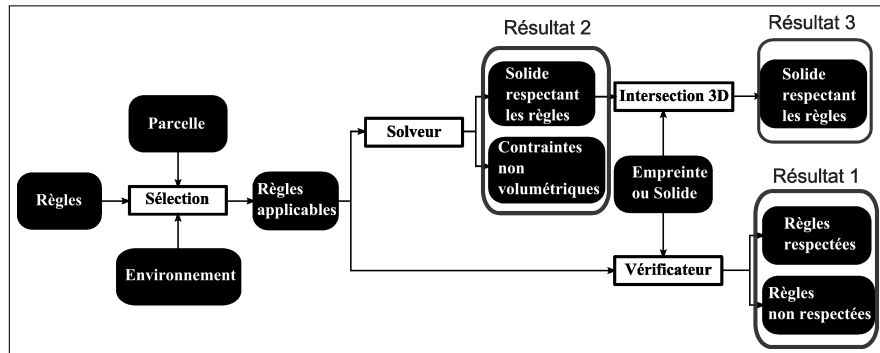 Résultat 2
Résultat 3
Solide
respectant
les règles
Intersection 3D
Solide
respectant
les règles
Parcelle
Solveur
Contraintes
non
volumétriques
Empreinte
ou Solide
Résultat 1
Règles
Sélection
Règles
applicables
Règles
respectées
Environnement
Vérificateur
Règles
non respectées